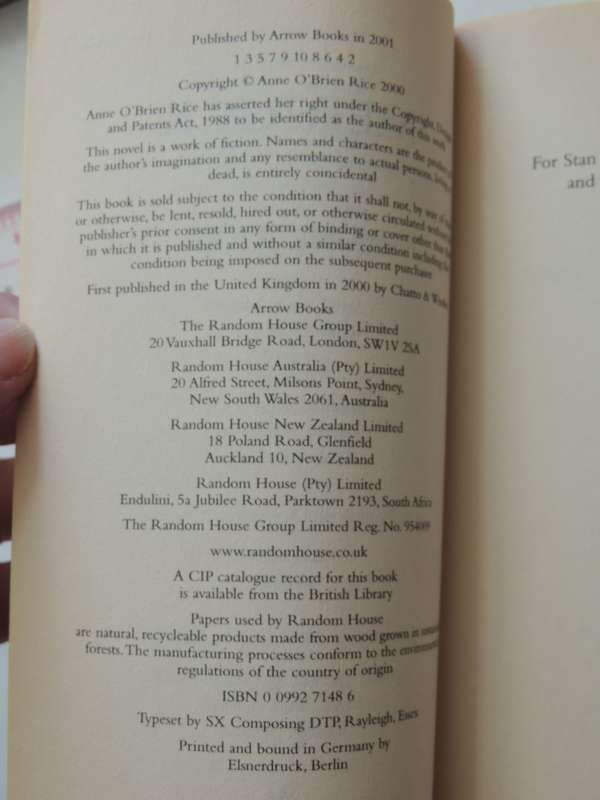 Published by Arrow Books in 2001
1 3 5 7 9 10 8 6 4 2
Copyright © Anne O'Brien Rice 2000
Anne O'Brien Rice has asserted her right under the Copyright, Designs
and Patents Act, 1988 to be identified as the author of this work
This novel is a work of fiction. Names and characters are the product of
the author's imagination and any resemblance to actual persons, living or
dead, is entirely coincidental
This book is sold subject to the condition that it shall not, by way of
or otherwise, be lent, resold, hired out, or otherwise circulated without
publisher's prior consent in any form of binding or cover other than
in which it is published and without a similar condition including this
condition being imposed on the subsequent purchaser
First published in the United Kingdom in 2000 by Chatto &
Arrow Books
The Random House Group Limited
20 Vauxhall Bridge Road, London, SW1V 2SA
Random House Australia (Pty) Limited
20 Alfred Street, Milsons Point, Sydney,
New South Wales 2061, Australia
Random House New Zealand Limited
18 Poland Road, Glenfield
Auckland 10, New Zealand
Random House (Pty) Limited
Endulini, 5a Jubilee Road, Parktown 2193, South Africa
The Random House Group Limited Reg. No. 954009
www.randomhouse.co.uk
A CIP catalogue record for this book
is available from the British Library
Papers used by Random House
are natural, recycleable products made from wood grown in
forests. The manufacturing processes conform to the environmental
regulations of the country of origin
ISBN 0 0992 7148 6
Typeset by SX Composing DTP, Rayleigh, Essex
Printed and bound in Germany by
Elsnerdruck, Berlin
For Stan
and